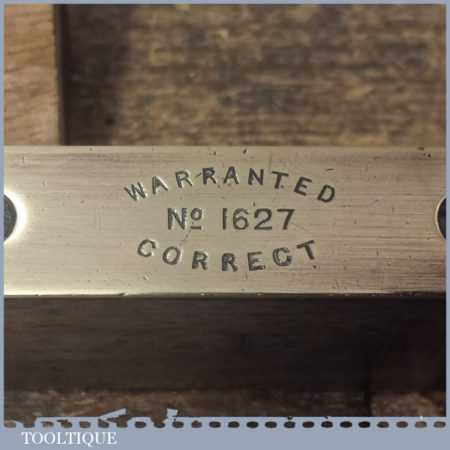 WARRANTED
Nº 1627
CORRECT
TOOLTIQUE